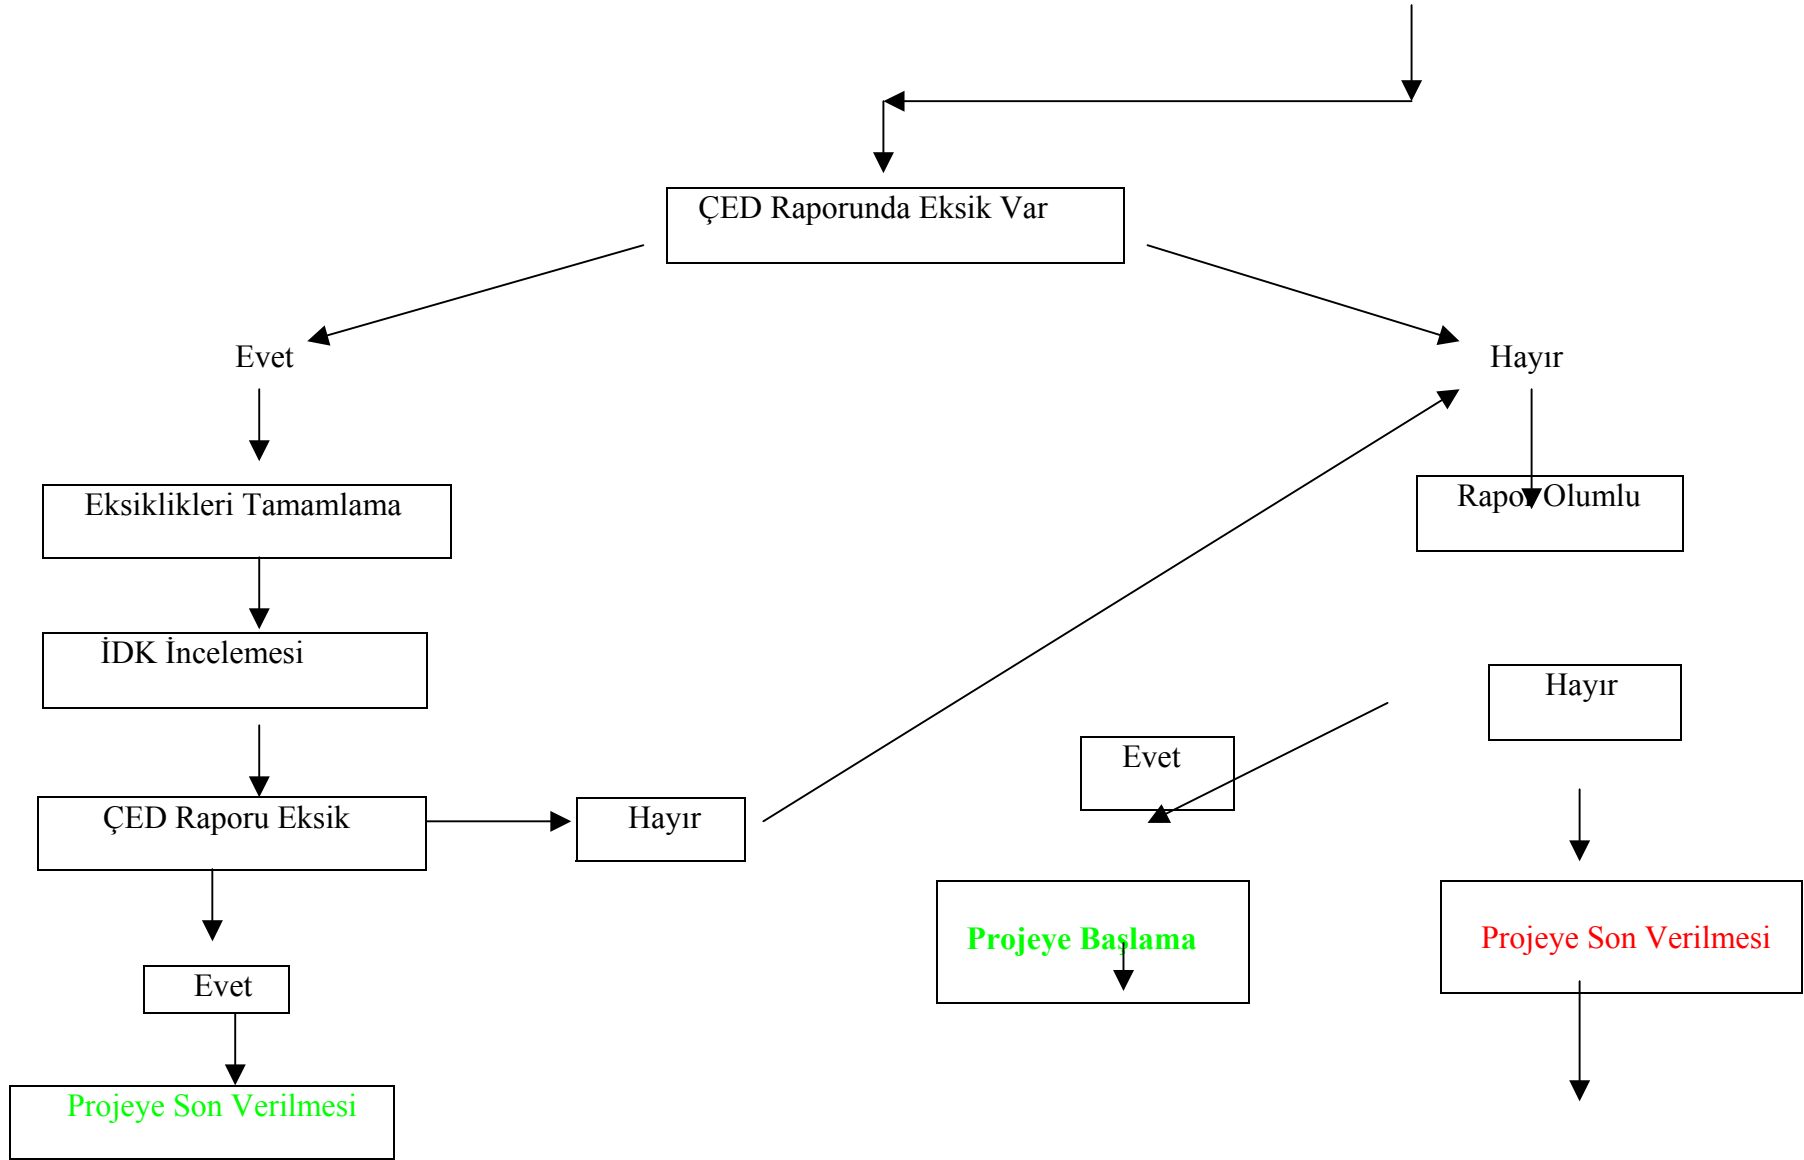 ÇED Raporunda Eksik Var
Evet
Hayır
Eksiklikleri Tamamlama
Rapor Olumlu
İDK İncelemesi
Hayır
Evet
ÇED Raporu Eksik
Hayır
Projeye Başlama
Projeye Son Verilmesi
Evet
Projeye Son Verilmesi